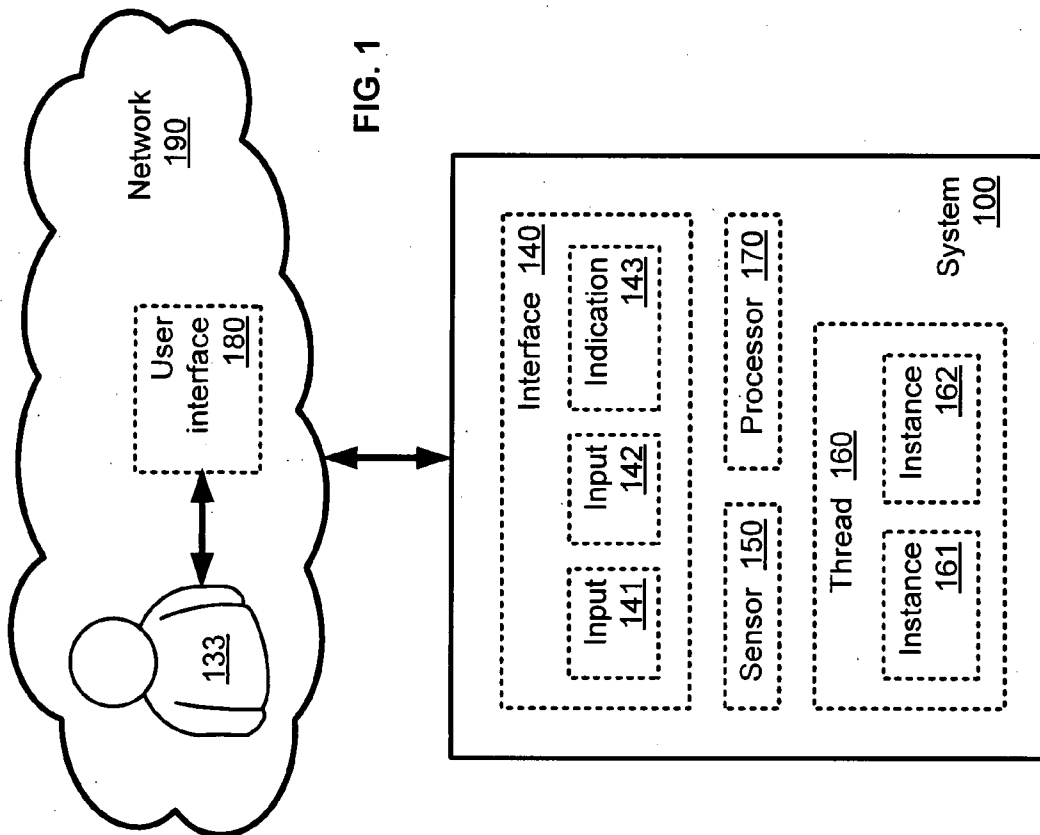 Network
190
User
interface
180
133
FIG. 1
Interface 140
Input
141
Input
142
Indication
143
Sensor 150
Processor 170
Thread 160
Instance
161
Instance
162
System
100